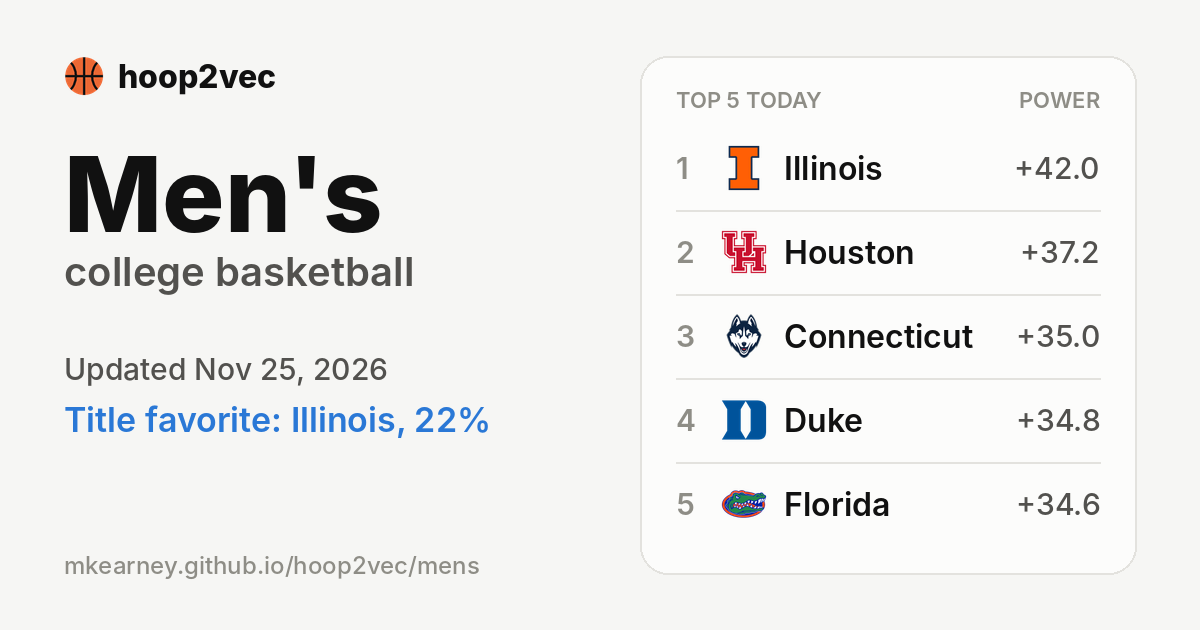 hoop2vec
Men's
college basketball
Updated Nov 25, 2026
Title favorite: Illinois, 22%
mkearney.github.io/hoop2vec/mens
TOP 5 TODAY POWER
1 I Illinois +42.0
2 UH Houston +37.2
3 Connecticut +35.0
4 D Duke +34.8
5 Florida +34.6